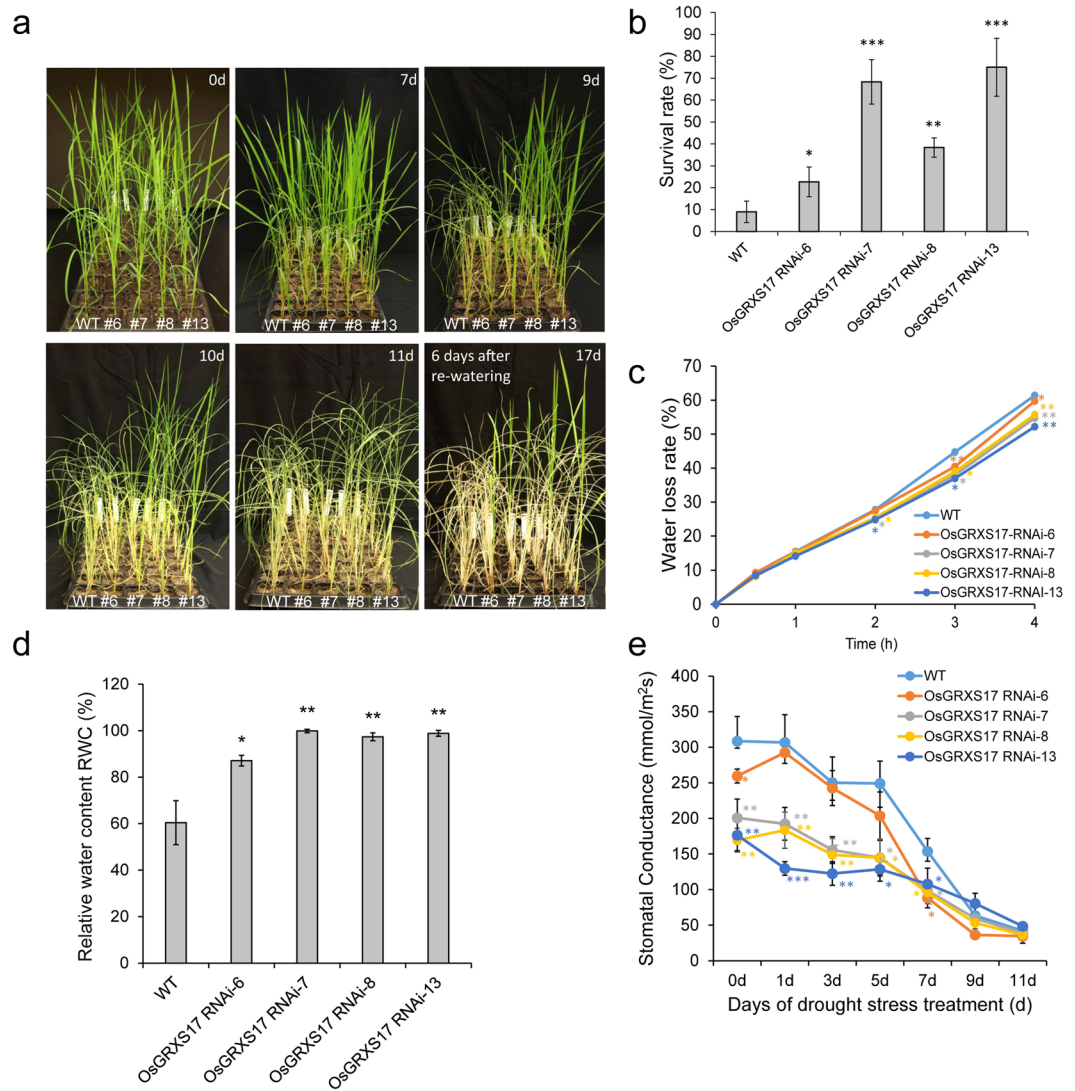 a
0d
WT #6 #7 #8 #13
7d
WT #6 #7 #8 #13
9d
WT #6 #7 #8 #13
10d
WT #6 #7 #8 #13
11d
WT #6 #7 #8 #13
6 days after
re-watering
17d
WT #6 #7 #8 #13
b
Survival rate (%)
100
90
80
70
60
50
40
30
20
10
0
*
***
**
***
WT
OsGRXS17 RNAi-6
OsGRXS17 RNAi-7
OsGRXS17 RNAi-8
OsGRXS17 RNAi-13
c
Water loss rate (%)
70
60
50
40
30
20
10
0
0
1
2
3
4
Time (h)
WT
OsGRXS17-RNAi-6
OsGRXS17-RNAi-7
OsGRXS17-RNAi-8
OsGRXS17-RNAI-13
d
Relative water content RWC (%)
120
100
80
60
40
20
0
*
**
**
**
WT
OsGRXS17 RNAi-6
OsGRXS17 RNAi-7
OsGRXS17 RNAi-8
OsGRXS17 RNAi-13
e
Stomatal Conductance (mmol/m²s)
400
350
300
250
200
150
100
50
0
0d
1d
3d
5d
7d
9d
11d
Days of drought stress treatment (d)
WT
OsGRXS17 RNAi-6
OsGRXS17 RNAi-7
OsGRXS17 RNAi-8
OsGRXS17 RNAi-13